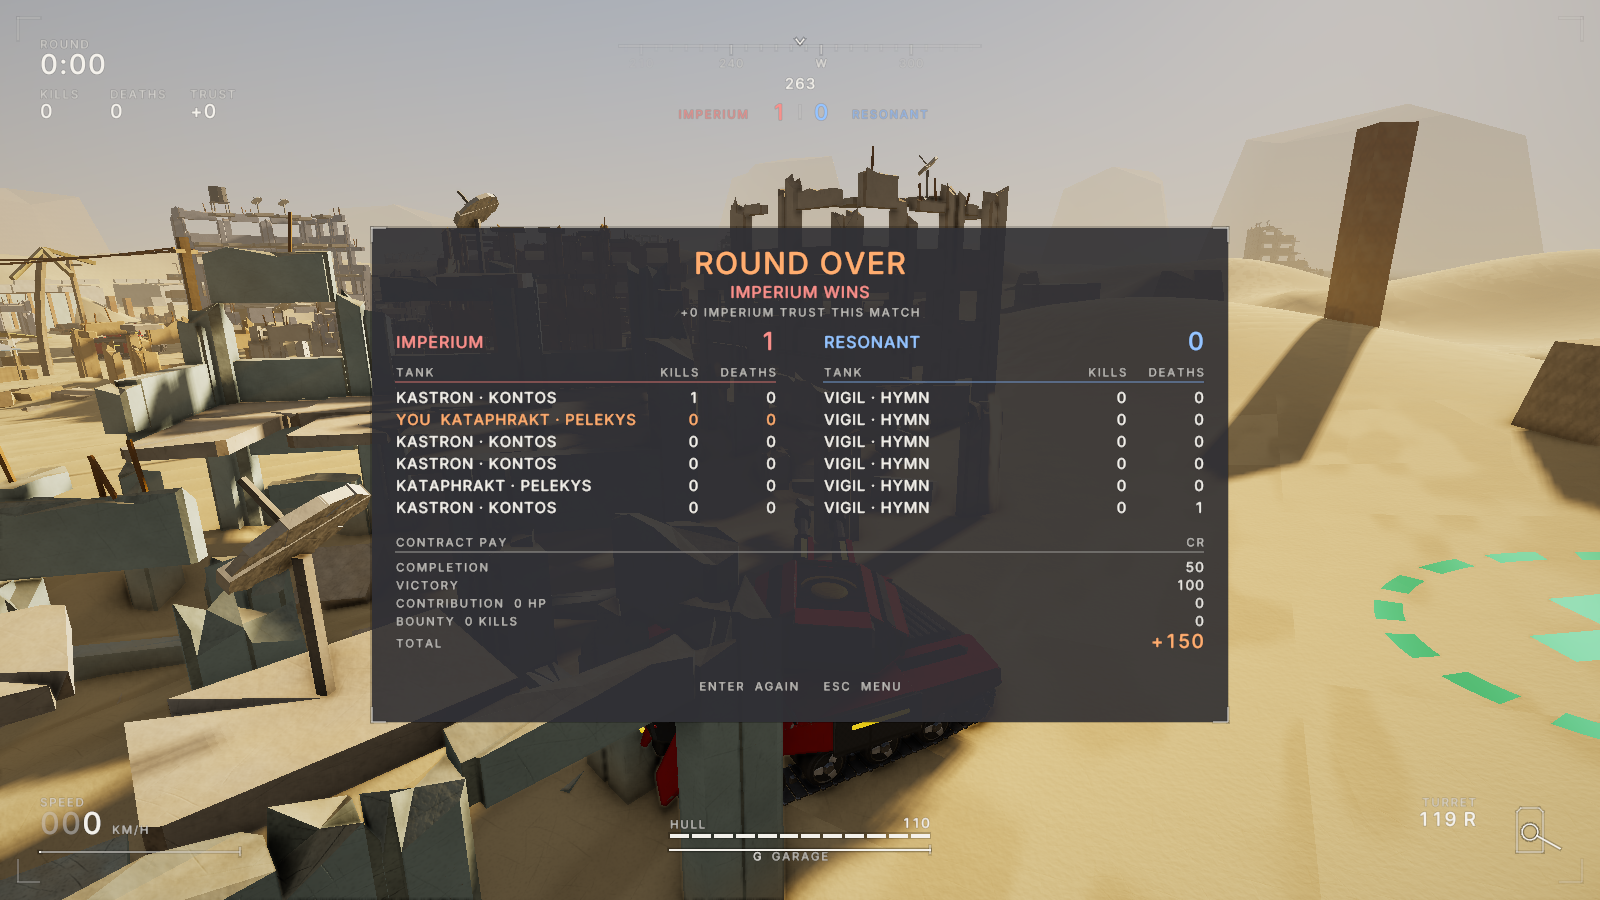 ROUND
0:00
KILLS DEATHS TRUST
0 0 +0
W
263
IMPERIUM 1 | 0 RESONANT
ROUND OVER
IMPERIUM WINS
+0 IMPERIUM TRUST THIS MATCH
IMPERIUM 1 RESONANT 0
TANK KILLS DEATHS TANK KILLS DEATHS
KASTRON · KONTOS 1 0 VIGIL · HYMN 0 0
YOU KATAPHRAKT · PELEKYS 0 0 VIGIL · HYMN 0 0
KASTRON · KONTOS 0 0 VIGIL · HYMN 0 0
KASTRON · KONTOS 0 0 VIGIL · HYMN 0 0
KATAPHRAKT · PELEKYS 0 0 VIGIL · HYMN 0 0
KASTRON · KONTOS 0 0 VIGIL · HYMN 0 1
CONTRACT PAY CR
COMPLETION 50
VICTORY 100
CONTRIBUTION 0 HP 0
BOUNTY 0 KILLS 0
TOTAL +150
ENTER AGAIN ESC MENU
SPEED
000 KM/H
HULL 110
G GARAGE
TURRET
119 R